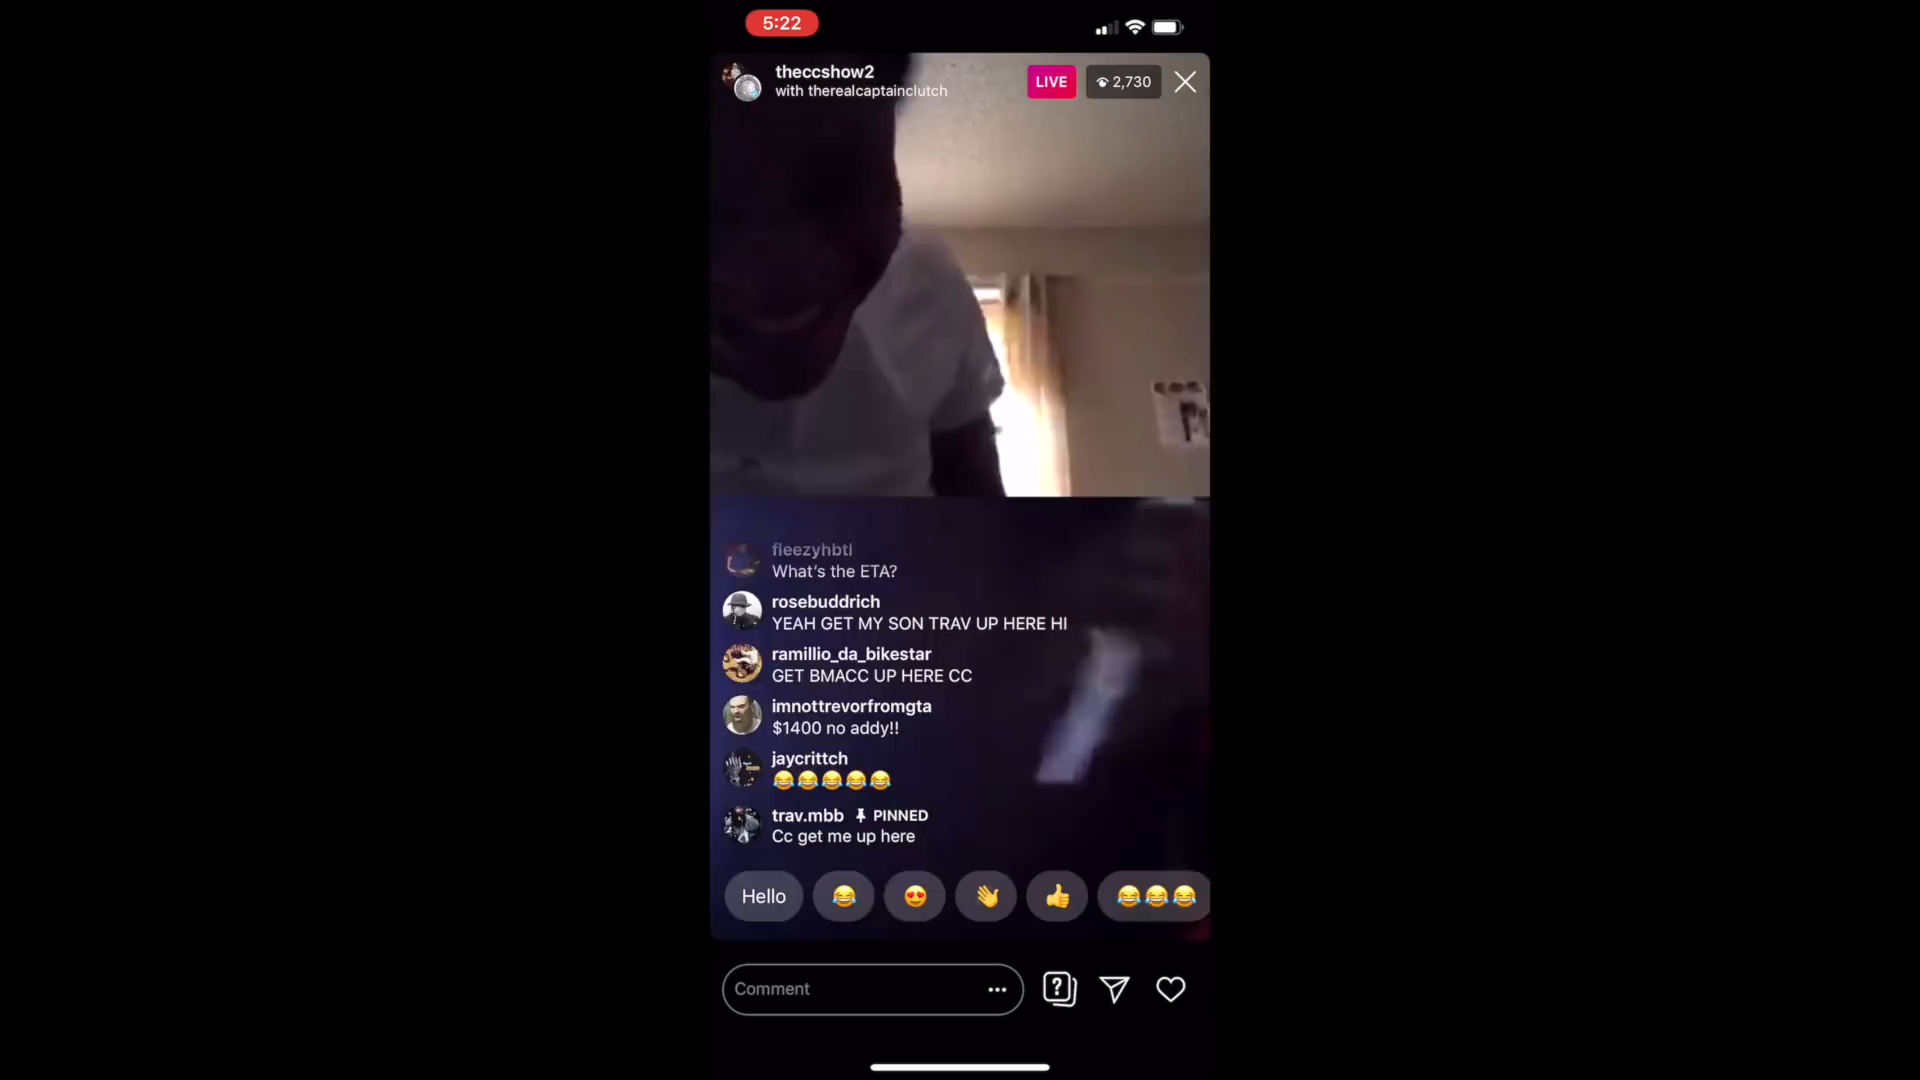 5:22
theccshow2
with therealcaptainclutch
LIVE
2,730
fleezyhbtl
What's the ETA?
rosebuddrich
YEAH GET MY SON TRAV UP HERE HI
ramillio_da_bikestar
GET BMACC UP HERE CC
imnottrevorfromgta
$1400 no addy!!
jaycrittch
😂😂😂😂😂
trav.mbb PINNED
Cc get me up here
Hello 😂 😍 👋 👍 😂😂😂
Comment